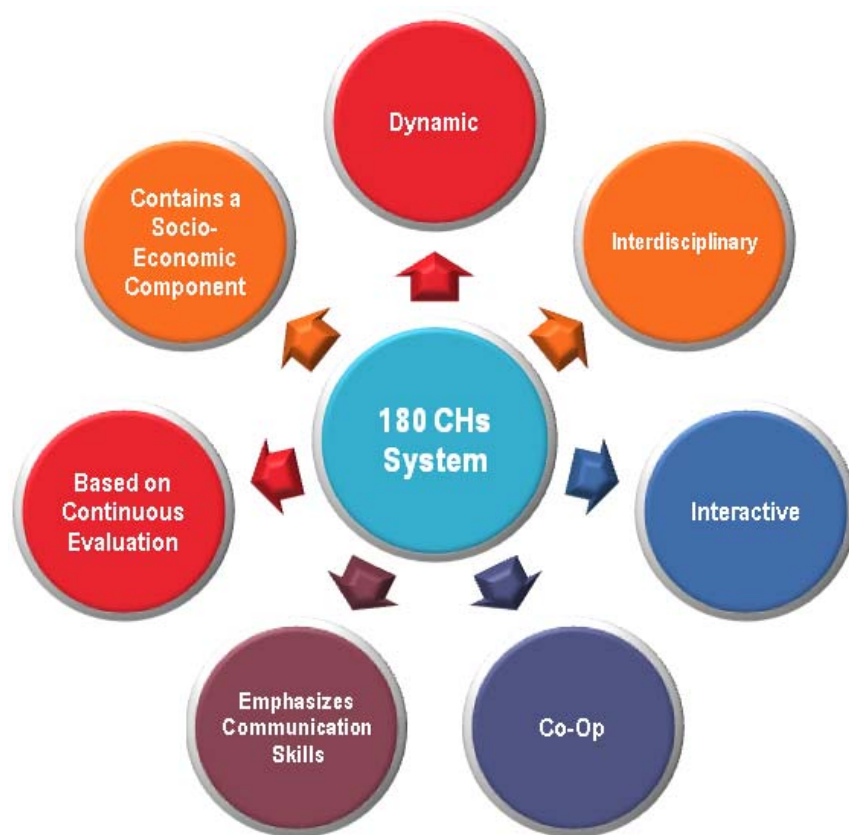 Dynamic
Interdisciplinary
Interactive
Co-Op
Emphasizes
Communication
Skills
Based on
Continuous
Evaluation
Contains a
Socio-
Economic
Component
180 CHs
System